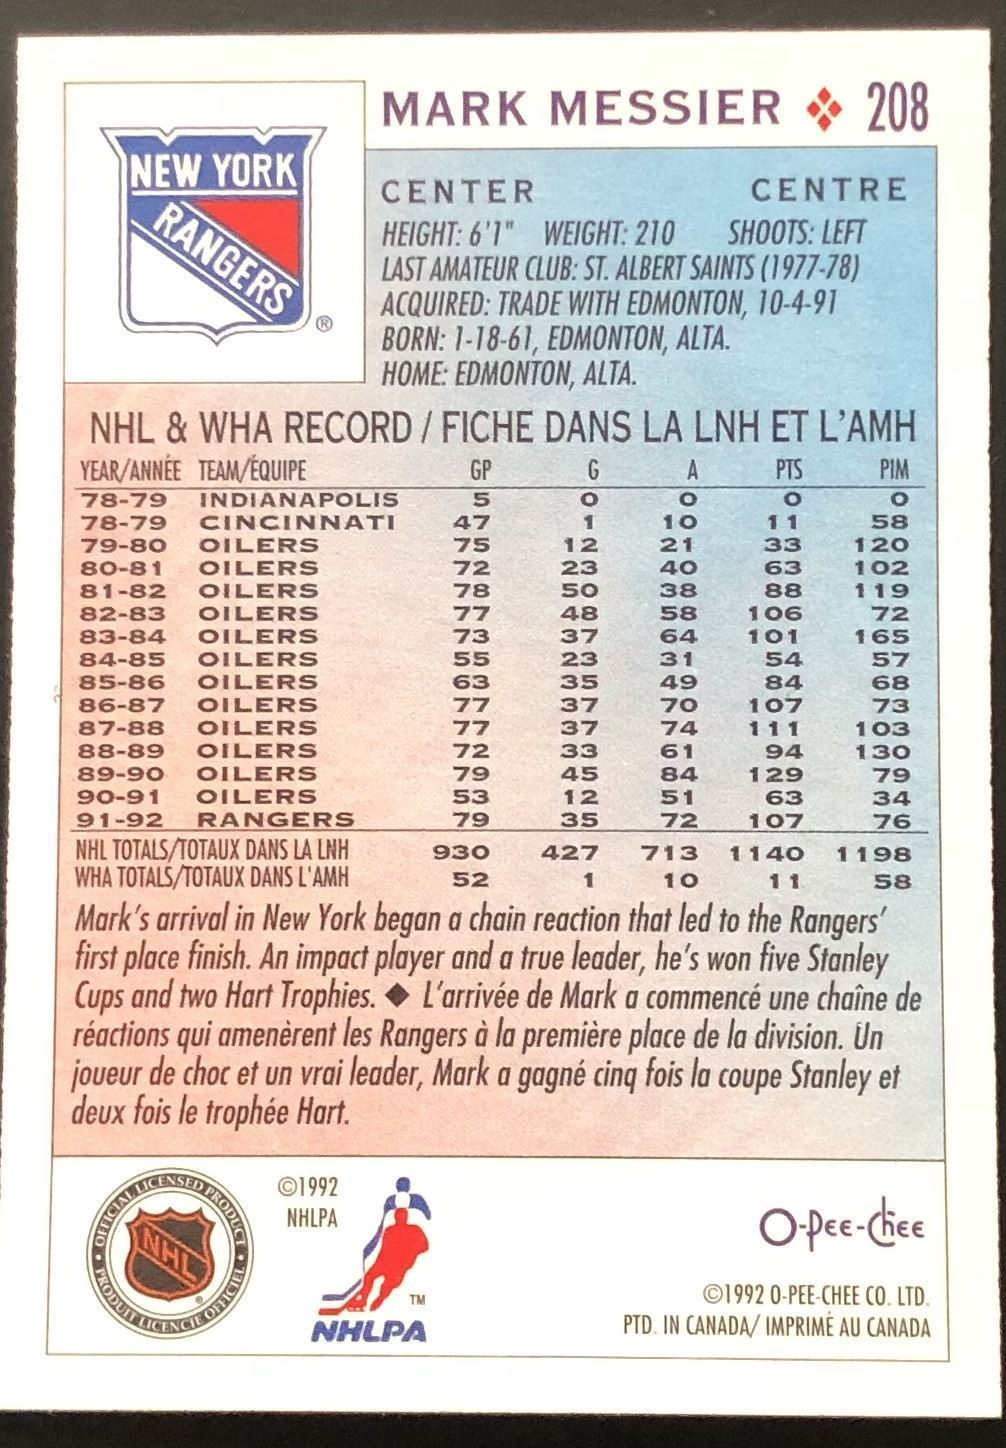 MARK MESSIER 208
NEW YORK
RANGERS
®
CENTER CENTRE
HEIGHT: 6'1" WEIGHT: 210 SHOOTS: LEFT
LAST AMATEUR CLUB: ST. ALBERT SAINTS (1977-78)
ACQUIRED: TRADE WITH EDMONTON, 10-4-91
BORN: 1-18-61, EDMONTON, ALTA.
HOME: EDMONTON, ALTA.
NHL & WHA RECORD / FICHE DANS LA LNH ET L'AMH
YEAR/ANNÉE TEAM/ÉQUIPE GP G A PTS PIM
78-79 INDIANAPOLIS 5 0 0 0 0
78-79 CINCINNATI 47 1 10 11 58
79-80 OILERS 75 12 21 33 120
80-81 OILERS 72 23 40 63 102
81-82 OILERS 78 50 38 88 119
82-83 OILERS 77 48 58 106 72
83-84 OILERS 73 37 64 101 165
84-85 OILERS 55 23 31 54 57
85-86 OILERS 63 35 49 84 68
86-87 OILERS 77 37 70 107 73
87-88 OILERS 77 37 74 111 103
88-89 OILERS 72 33 61 94 130
89-90 OILERS 79 45 84 129 79
90-91 OILERS 53 12 51 63 34
91-92 RANGERS 79 35 72 107 76
NHL TOTALS/TOTAUX DANS LA LNH 930 427 713 1140 1198
WHA TOTALS/TOTAUX DANS L'AMH 52 1 10 11 58
Mark's arrival in New York began a chain reaction that led to the Rangers'
first place finish. An impact player and a true leader, he's won five Stanley
Cups and two Hart Trophies. ◆ L'arrivée de Mark a commencé une chaîne de
réactions qui amenèrent les Rangers à la première place de la division. Un
joueur de choc et un vrai leader, Mark a gagné cinq fois la coupe Stanley et
deux fois le trophée Hart.
OFFICIAL LICENSED PRODUCT
NHL
®
PRODUIT LICENCIE OFFICIEL
©1992
NHLPA
TM
NHLPA
O-Pee-Chee
©1992 O-PEE-CHEE CO. LTD.
PTD. IN CANADA/ IMPRIMÉ AU CANADA